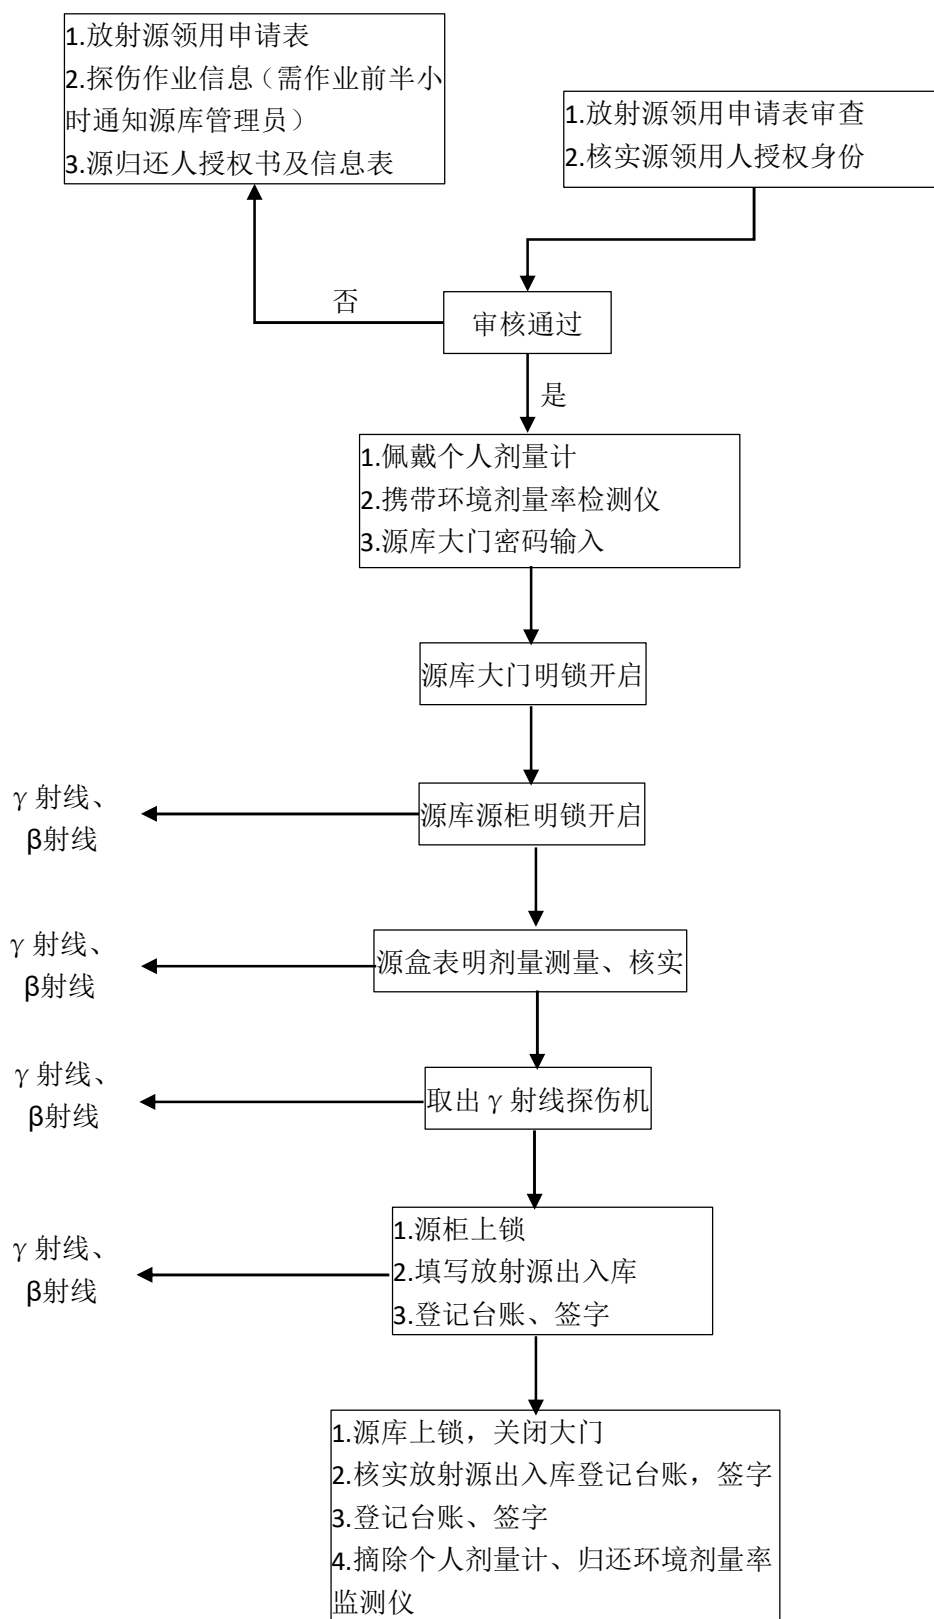 1.放射源领用申请表
2.探伤作业信息（需作业前半小
时通知源库管理员）
3.源归还人授权书及信息表
1.放射源领用申请表审查
2.核实源领用人授权身份
否
审核通过
是
1.佩戴个人剂量计
2.携带环境剂量率检测仪
3.源库大门密码输入
源库大门明锁开启
γ射线、
β射线
源库源柜明锁开启
γ射线、
β射线
源盒表明剂量测量、核实
γ射线、
β射线
取出γ射线探伤机
γ射线、
β射线
1.源柜上锁
2.填写放射源出入库
3.登记台账、签字
1.源库上锁，关闭大门
2.核实放射源出入库登记台账，签字
3.登记台账、签字
4.摘除个人剂量计、归还环境剂量率
监测仪